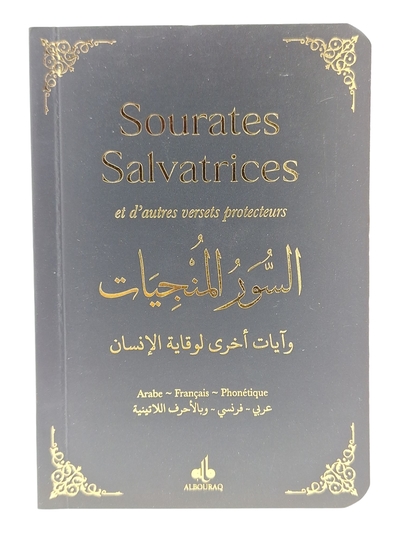 Sourates
Salvatrices
et d'autres versets protecteurs
السُّوَرُ المُنْجِيَات
وآيات أخرى لوقاية الإنسان
Arabe ~ Français ~ Phonétique
عربي - فرنسي - وبالأحرف اللاتينية
ALBOURAQ